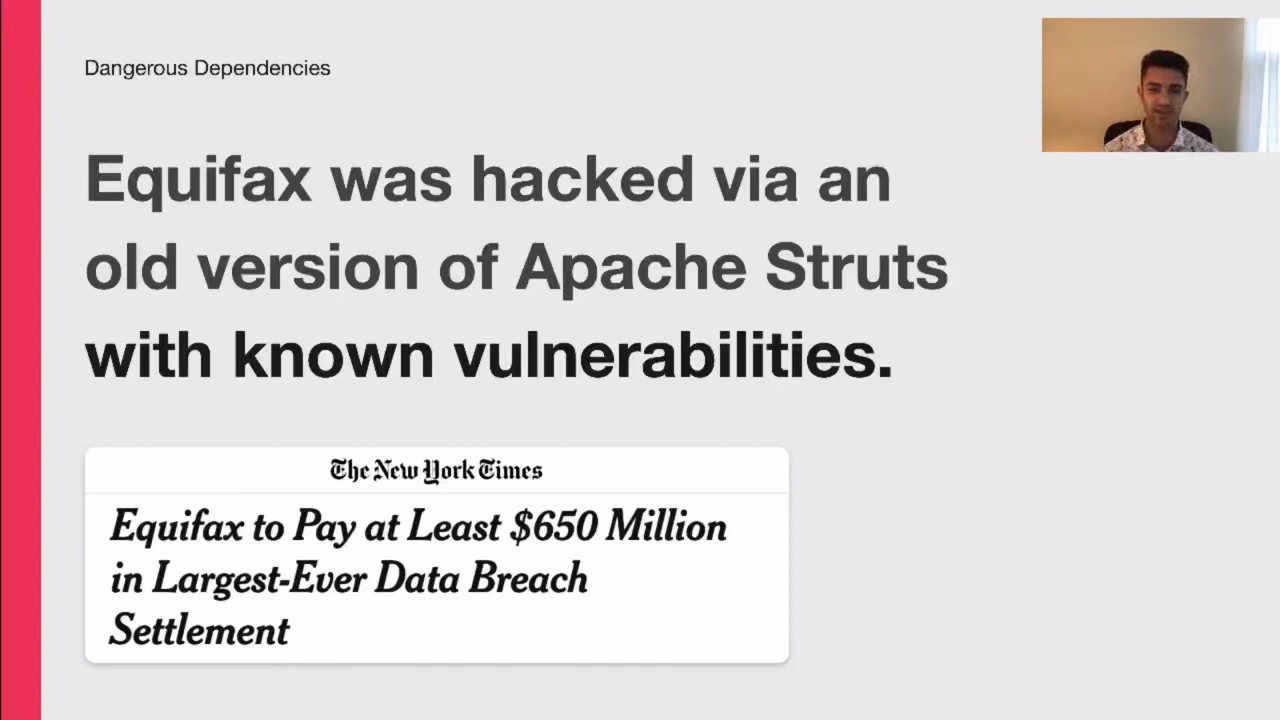 Dangerous Dependencies
Equifax was hacked via an
old version of Apache Struts
with known vulnerabilities.
The New York Times
Equifax to Pay at Least $650 Million
in Largest-Ever Data Breach
Settlement